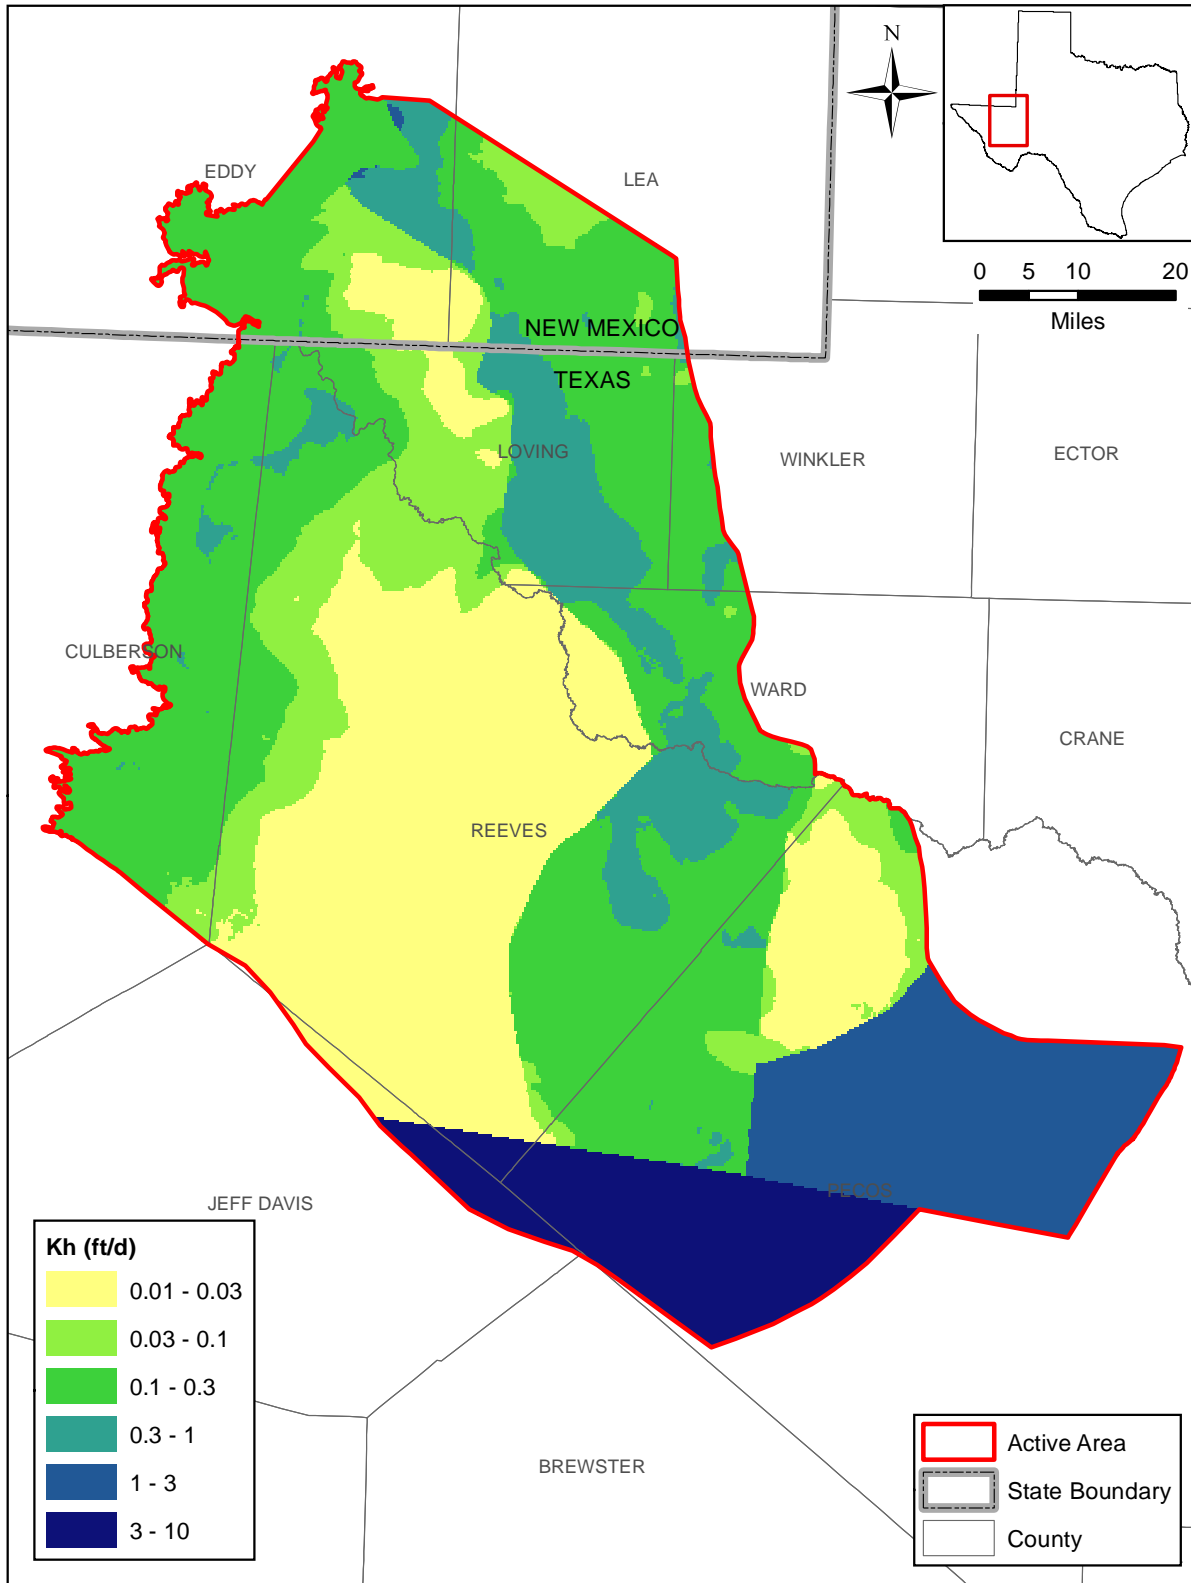 N
EDDY
LEA
0 5 10 20
Miles
NEW MEXICO
TEXAS
LOVING
WINKLER
ECTOR
CULBERSON
WARD
CRANE
REEVES
PECOS
JEFF DAVIS
BREWSTER
Kh (ft/d)
0.01 - 0.03
0.03 - 0.1
0.1 - 0.3
0.3 - 1
1 - 3
3 - 10
Active Area
State Boundary
County